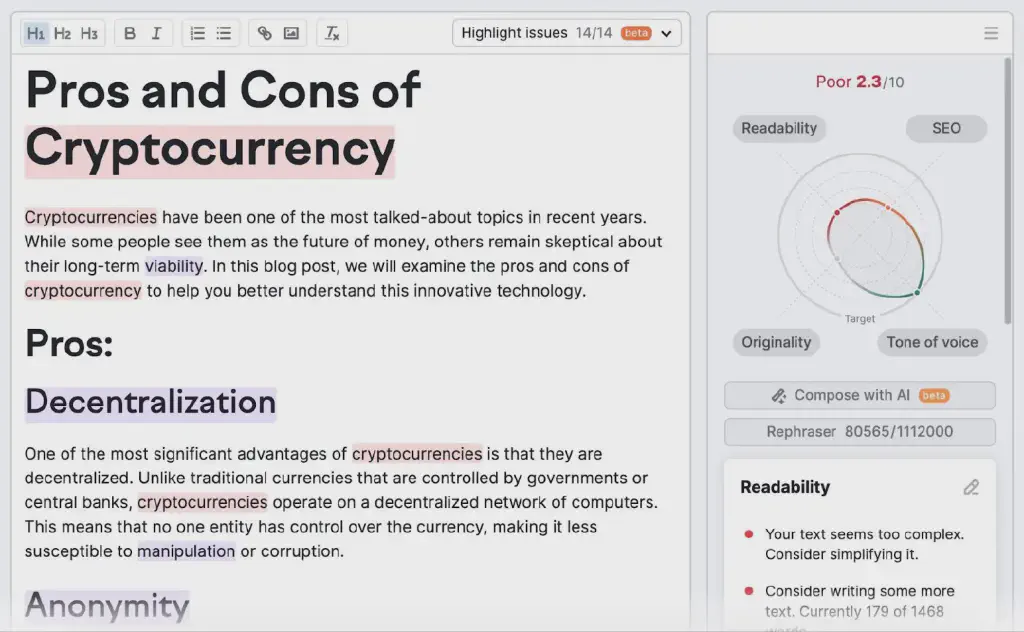 H1 H2 H3 B I Highlight issues 14/14 beta
Pros and Cons of
Cryptocurrency
Cryptocurrencies have been one of the most talked-about topics in recent years.
While some people see them as the future of money, others remain skeptical about
their long-term viability. In this blog post, we will examine the pros and cons of
cryptocurrency to help you better understand this innovative technology.
Pros:
Decentralization
One of the most significant advantages of cryptocurrencies is that they are
decentralized. Unlike traditional currencies that are controlled by governments or
central banks, cryptocurrencies operate on a decentralized network of computers.
This means that no one entity has control over the currency, making it less
susceptible to manipulation or corruption.
Anonymity
Poor 2.3/10
Readability SEO
Target
Originality Tone of voice
Compose with AI beta
Rephraser 80565/1112000
Readability
Your text seems too complex.
Consider simplifying it.
Consider writing some more
text. Currently 179 of 1468
words